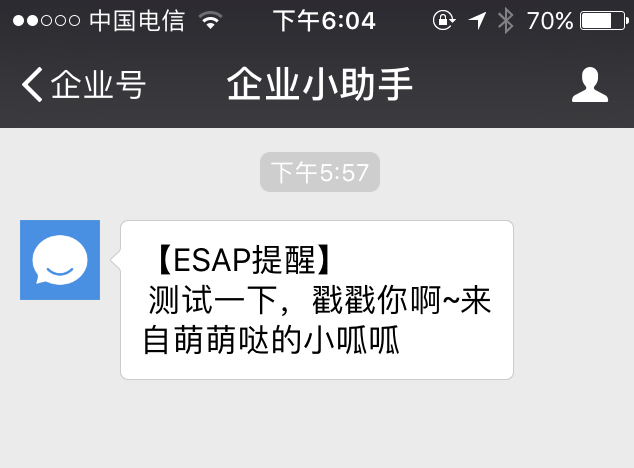 中国电信 下午6:04 70%
企业号 企业小助手
下午5:57
【ESAP提醒】
测试一下，戳戳你啊~来
自萌萌哒的小呱呱